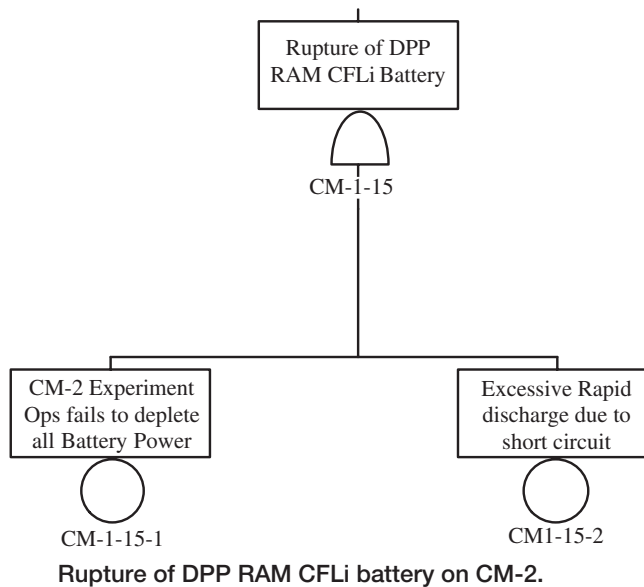 Rupture of DPP
RAM CFLi Battery
CM-1-15
CM-2 Experiment
Ops fails to deplete
all Battery Power
CM-1-15-1
Excessive Rapid
discharge due to
short circuit
CM1-15-2
Rupture of DPP RAM CFLi battery on CM-2.